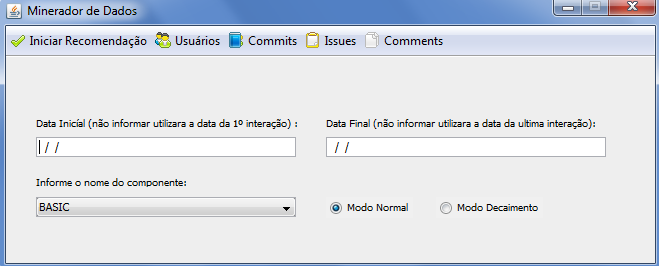 Minerador de Dados
Iniciar Recomendação Usuários Commits Issues Comments
Data Inicíal (não informar utilizara a data da 1º interação) : Data Final (não informar utilizara a data da ultima interação):
/ / / /
Informe o nome do componente:
BASIC Modo Normal Modo Decaimento